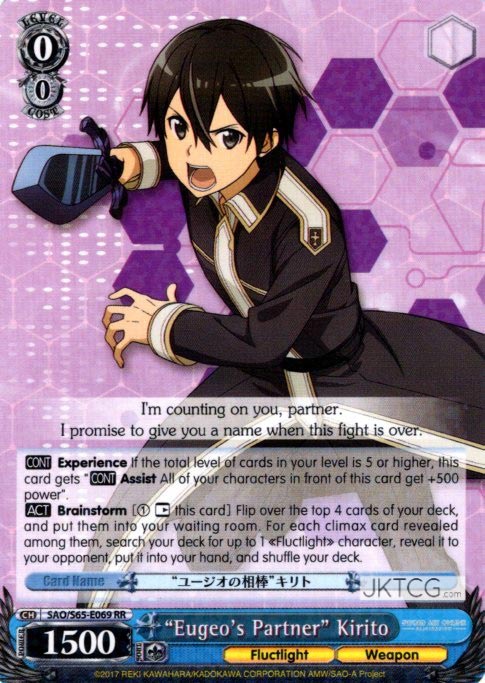 LEVEL
0
0
COST
I'm counting on you, partner.
I promise to give you a name when this fight is over.
CONT Experience If the total level of cards in your level is 5 or higher, this
card gets "CONT Assist All of your characters in front of this card get +500
power".
ACT Brainstorm [① this card] Flip over the top 4 cards of your deck,
and put them into your waiting room. For each climax card revealed
among them, search your deck for up to 1 «Fluctlight» character, reveal it to
your opponent, put it into your hand, and shuffle your deck.
Card Name "ユージオの相棒"キリト
JKTCG.com
CH SAO/S65-E069 RR
POWER 1500 SOUL
"Eugeo's Partner" Kirito
SWORD ART ONLINE
Fluctlight Weapon
©2017 REKI KAWAHARA/KADOKAWA CORPORATION AMW/SAO-A Project